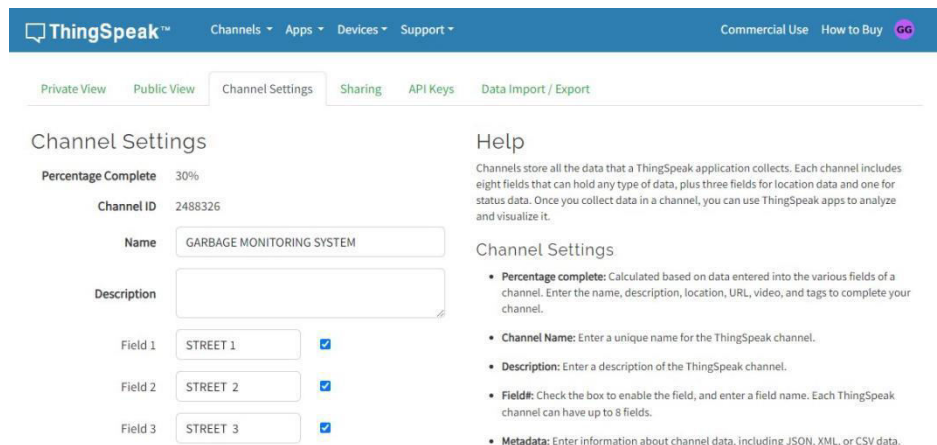 ThingSpeak™ Channels Apps Devices Support Commercial Use How to Buy GG
Private View Public View Channel Settings Sharing API Keys Data Import / Export
Channel Settings
Percentage Complete 30%
Channel ID 2488326
Name GARBAGE MONITORING SYSTEM
Description
Field 1 STREET 1
Field 2 STREET 2
Field 3 STREET 3
Help
Channels store all the data that a ThingSpeak application collects. Each channel includes
eight fields that can hold any type of data, plus three fields for location data and one for
status data. Once you collect data in a channel, you can use ThingSpeak apps to analyze
and visualize it.
Channel Settings
• Percentage complete: Calculated based on data entered into the various fields of a
channel. Enter the name, description, location, URL, video, and tags to complete your
channel.
• Channel Name: Enter a unique name for the ThingSpeak channel.
• Description: Enter a description of the ThingSpeak channel.
• Field#: Check the box to enable the field, and enter a field name. Each ThingSpeak
channel can have up to 8 fields.
• Metadata: Enter information about channel data, including JSON, XML, or CSV data.